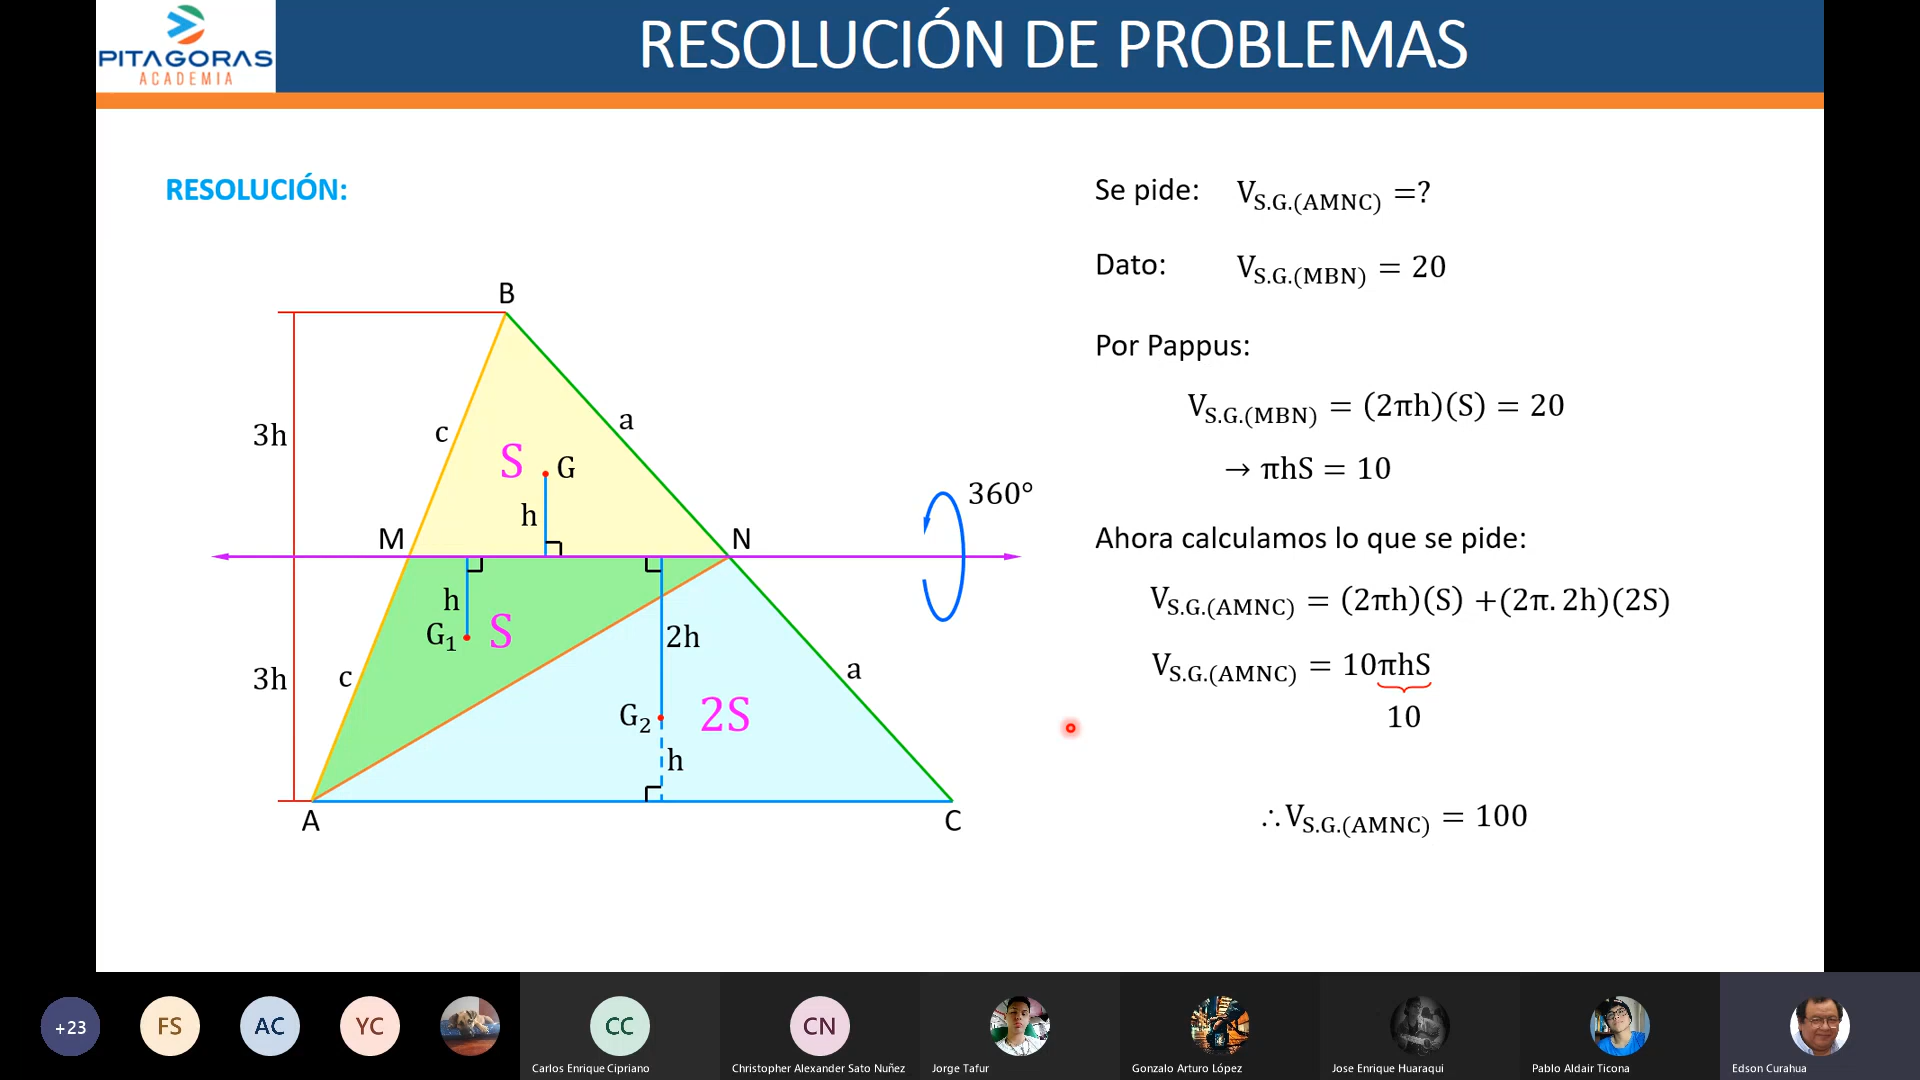 PITAGORAS
ACADEMIA
RESOLUCIÓN DE PROBLEMAS
RESOLUCIÓN:
Se pide: V_S.G.(AMNC) =?
Dato: V_S.G.(MBN) = 20
Por Pappus:
V_S.G.(MBN) = (2πh)(S) = 20
→ πhS = 10
Ahora calculamos lo que se pide:
V_S.G.(AMNC) = (2πh)(S) +(2π. 2h)(2S)
V_S.G.(AMNC) = 10πhS
10
∴ V_S.G.(AMNC) = 100
B
3h
c
a
S
G
h
M
N
360°
h
G₁
S
2h
3h
c
a
G₂
2S
h
A
C
+23
FS
AC
YC
CC
CN
Carlos Enrique Cipriano
Christopher Alexander Sato Nuñez
Jorge Tafur
Gonzalo Arturo López
Jose Enrique Huaraqui
Pablo Aldair Ticona
Edson Curahua